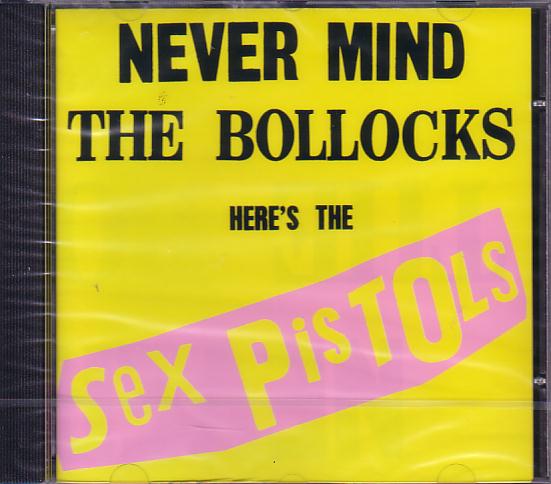 NEVER MIND
THE BOLLOCKS
HERE'S THE
Sex PiSTOLS